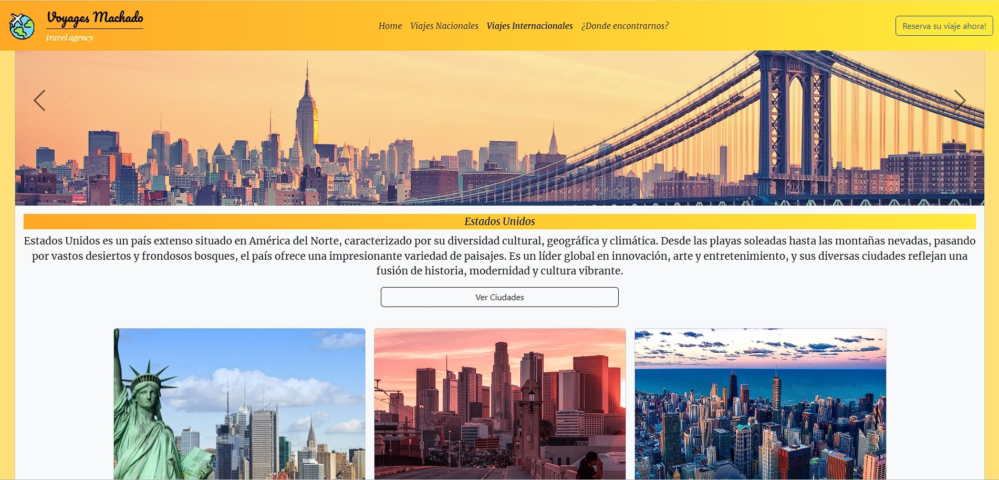 Voyages Machado
travel agency
Home Viajes Nacionales Viajes Internacionales ¿Donde encontrarnos?
Reserva su viaje ahora!
MetLife
Estados Unidos
Estados Unidos es un país extenso situado en América del Norte, caracterizado por su diversidad cultural, geográfica y climática. Desde las playas soleadas hasta las montañas nevadas, pasando
por vastos desiertos y frondosos bosques, el país ofrece una impresionante variedad de paisajes. Es un líder global en innovación, arte y entretenimiento, y sus diversas ciudades reflejan una
fusión de historia, modernidad y cultura vibrante.
Ver Ciudades